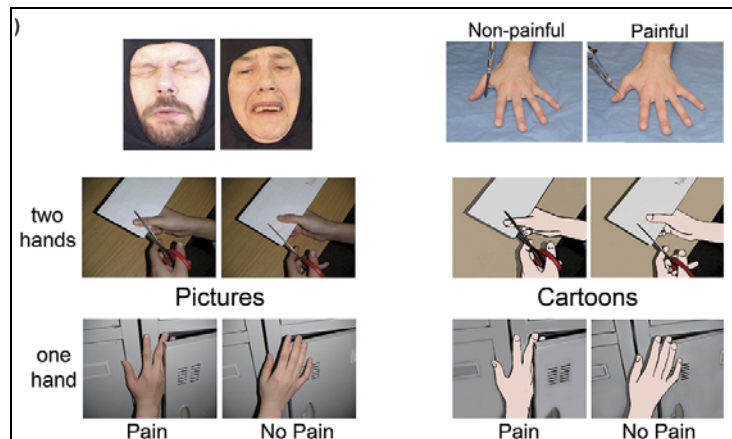 )
Non-painful Painful
two hands
Pictures Cartoons
one hand
Pain No Pain Pain No Pain